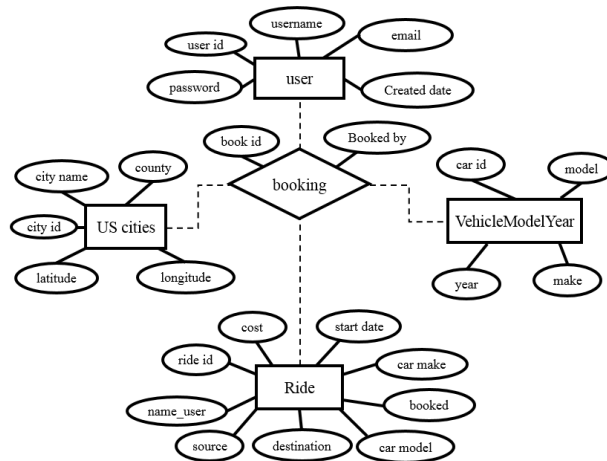 username
user id
email
user
password
Created date
book id
Booked by
booking
city name
county
US cities
city id
latitude
longitude
car id
model
VehicleModelYear
year
make
cost
start date
ride id
car make
Ride
name_user
booked
source
destination
car model